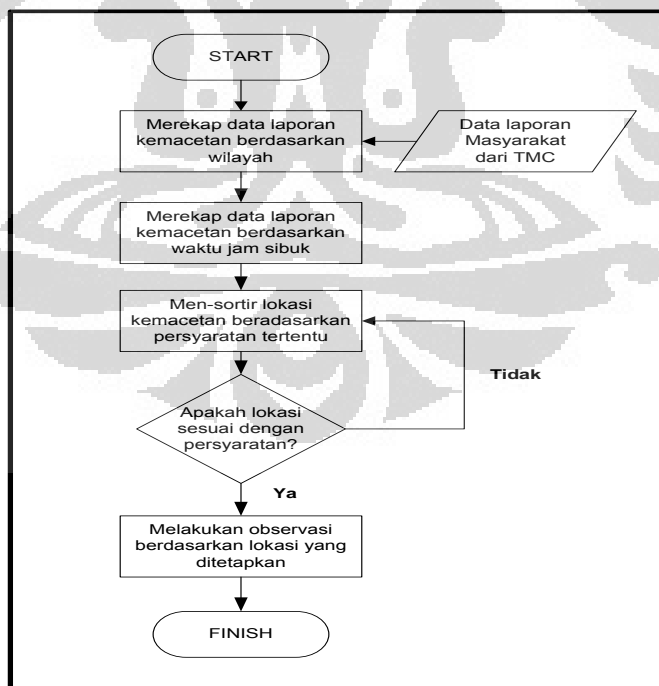 START
Merekap data laporan
kemacetan berdasarkan
wilayah
Data laporan
Masyarakat
dari TMC
Merekap data laporan
kemacetan berdasarkan
waktu jam sibuk
Men-sortir lokasi
kemacetan beradasarkan
persyaratan tertentu
Tidak
Apakah lokasi
sesuai dengan
persyaratan?
Ya
Melakukan observasi
berdasarkan lokasi yang
ditetapkan
FINISH